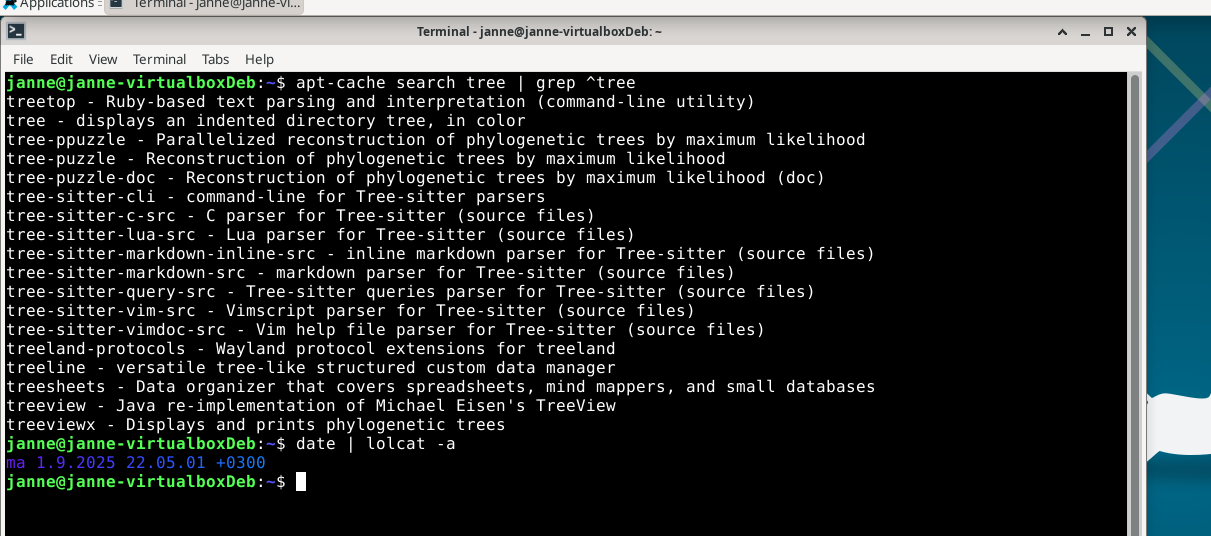 Applications : Terminal - janne@janne-vi...
Terminal - janne@janne-virtualboxDeb: ~
File Edit View Terminal Tabs Help
janne@janne-virtualboxDeb:~$ apt-cache search tree | grep ^tree
treetop - Ruby-based text parsing and interpretation (command-line utility)
tree - displays an indented directory tree, in color
tree-ppuzzle - Parallelized reconstruction of phylogenetic trees by maximum likelihood
tree-puzzle - Reconstruction of phylogenetic trees by maximum likelihood
tree-puzzle-doc - Reconstruction of phylogenetic trees by maximum likelihood (doc)
tree-sitter-cli - command-line for Tree-sitter parsers
tree-sitter-c-src - C parser for Tree-sitter (source files)
tree-sitter-lua-src - Lua parser for Tree-sitter (source files)
tree-sitter-markdown-inline-src - inline markdown parser for Tree-sitter (source files)
tree-sitter-markdown-src - markdown parser for Tree-sitter (source files)
tree-sitter-query-src - Tree-sitter queries parser for Tree-sitter (source files)
tree-sitter-vim-src - Vimscript parser for Tree-sitter (source files)
tree-sitter-vimdoc-src - Vim help file parser for Tree-sitter (source files)
treeland-protocols - Wayland protocol extensions for treeland
treeline - versatile tree-like structured custom data manager
treesheets - Data organizer that covers spreadsheets, mind mappers, and small databases
treeview - Java re-implementation of Michael Eisen's TreeView
treeviewx - Displays and prints phylogenetic trees
janne@janne-virtualboxDeb:~$ date | lolcat -a
ma 1.9.2025 22.05.01 +0300
janne@janne-virtualboxDeb:~$